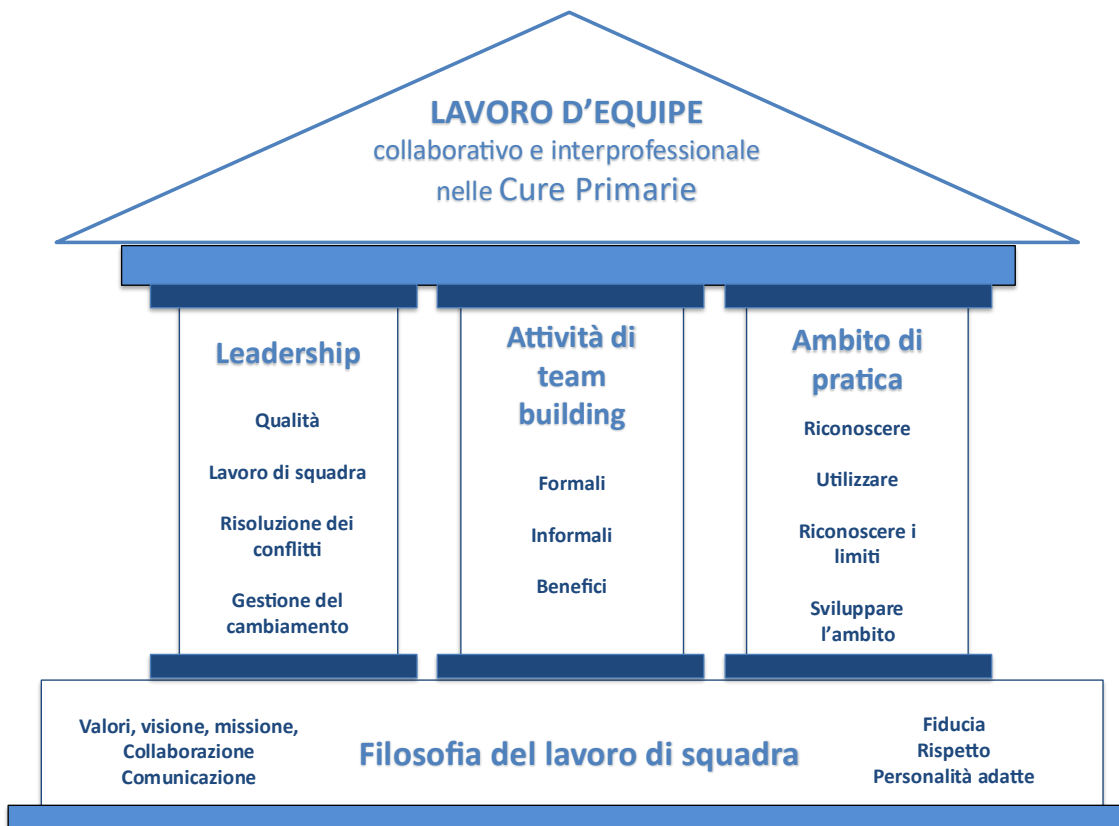 LAVORO D’EQUIPE
collaborativo e interprofessionale
nelle Cure Primarie
Leadership
Qualità
Lavoro di squadra
Risoluzione dei
conflitti
Gestione del
cambiamento
Attività di
team
building
Formali
Informali
Benefici
Ambito di
pratica
Riconoscere
Utilizzare
Riconoscere i
limiti
Sviluppare
l’ambito
Valori, visione, missione,
Collaborazione
Comunicazione
Filosofia del lavoro di squadra
Fiducia
Rispetto
Personalità adatte